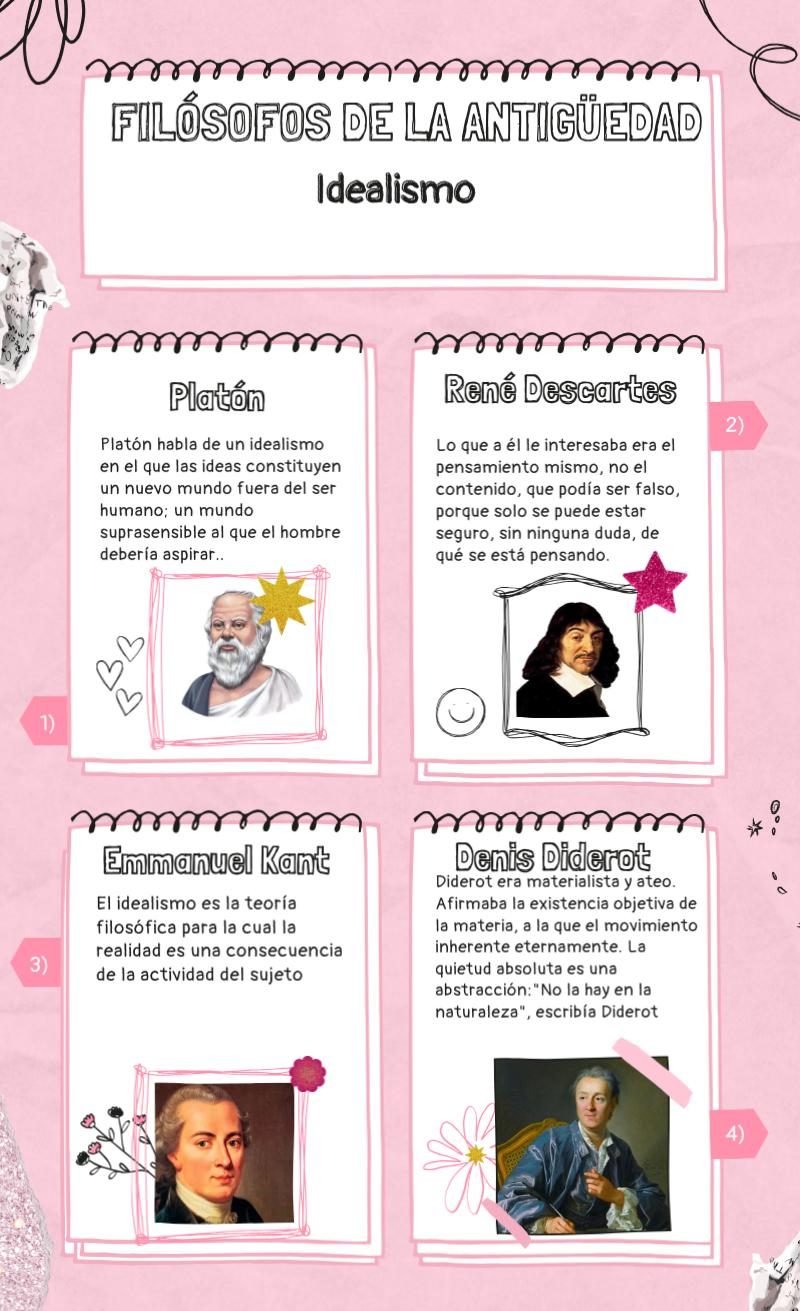 FILÓSOFOS DE LA ANTIGÜEDAD
Idealismo
Platón
Platón habla de un idealismo
en el que las ideas constituyen
un nuevo mundo fuera del ser
humano; un mundo
suprasensible al que el hombre
debería aspirar..
1)
René Descartes
2)
Lo que a él le interesaba era el
pensamiento mismo, no el
contenido, que podía ser falso,
porque solo se puede estar
seguro, sin ninguna duda, de
qué se está pensando.
Emmanuel Kant
El idealismo es la teoría
filosófica para la cual la
realidad es una consecuencia
de la actividad del sujeto
3)
Denis Diderot
Diderot era materialista y ateo.
Afirmaba la existencia objetiva de
la materia, a la que el movimiento
inherente eternamente. La
quietud absoluta es una
abstracción:"No la hay en la
naturaleza", escribía Diderot
4)